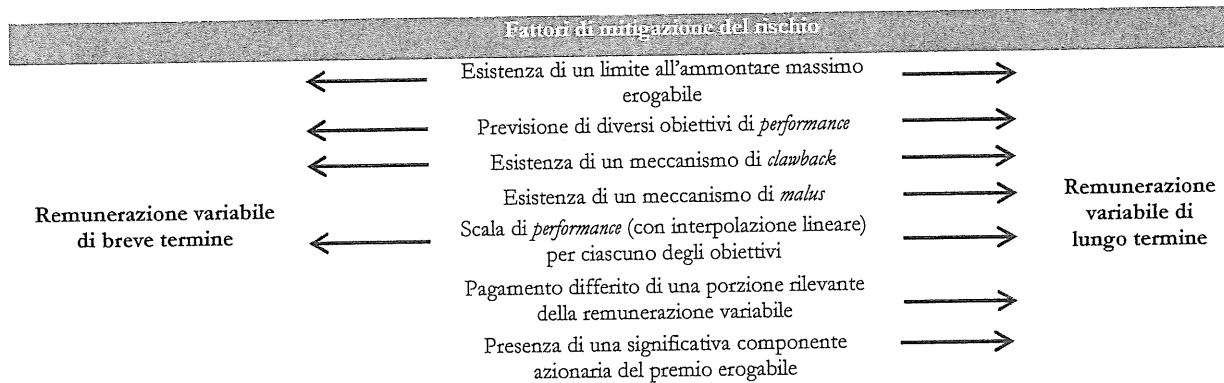 Fattori di mitigazione del rischio
Esistenza di un limite all'ammontare massimo
erogabile
Previsione di diversi obiettivi di performance
Esistenza di un meccanismo di clawback
Esistenza di un meccanismo di malus
Remunerazione variabile
di breve termine
Scala di performance (con interpolazione lineare)
per ciascuno degli obiettivi
Remunerazione
variabile di
lungo termine
Pagamento differito di una porzione rilevante
della remunerazione variabile
Presenza di una significativa componente
azionaria del premio erogabile